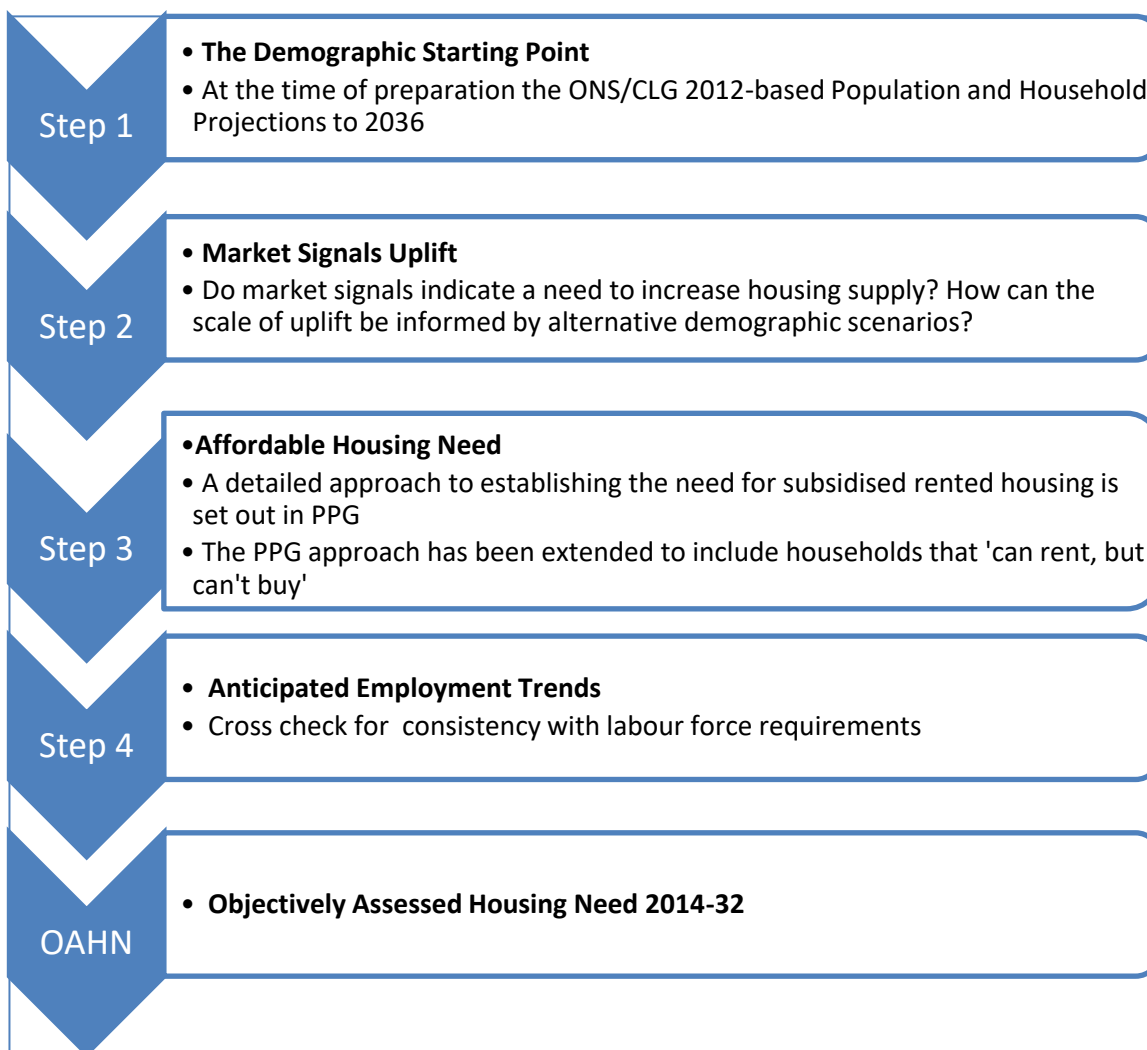 Step 1
• The Demographic Starting Point
• At the time of preparation the ONS/CLG 2012-based Population and Household
Projections to 2036
Step 2
• Market Signals Uplift
• Do market signals indicate a need to increase housing supply? How can the
scale of uplift be informed by alternative demographic scenarios?
Step 3
•Affordable Housing Need
• A detailed approach to establishing the need for subsidised rented housing is
set out in PPG
• The PPG approach has been extended to include households that 'can rent, but
can't buy'
Step 4
• Anticipated Employment Trends
• Cross check for  consistency with labour force requirements
OAHN
• Objectively Assessed Housing Need 2014-32